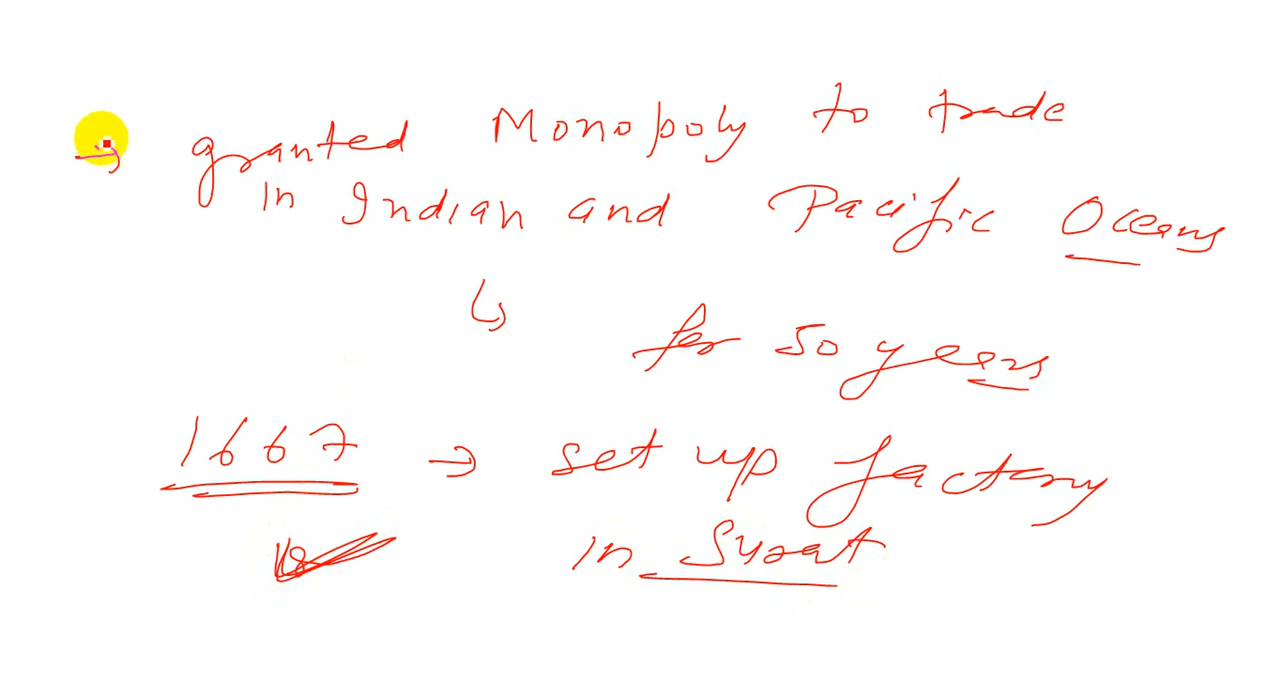 → granted Monopoly to trade
in Indian and Pacific Oceans
↳ for 50 years
1667 → set up factory
in Surat